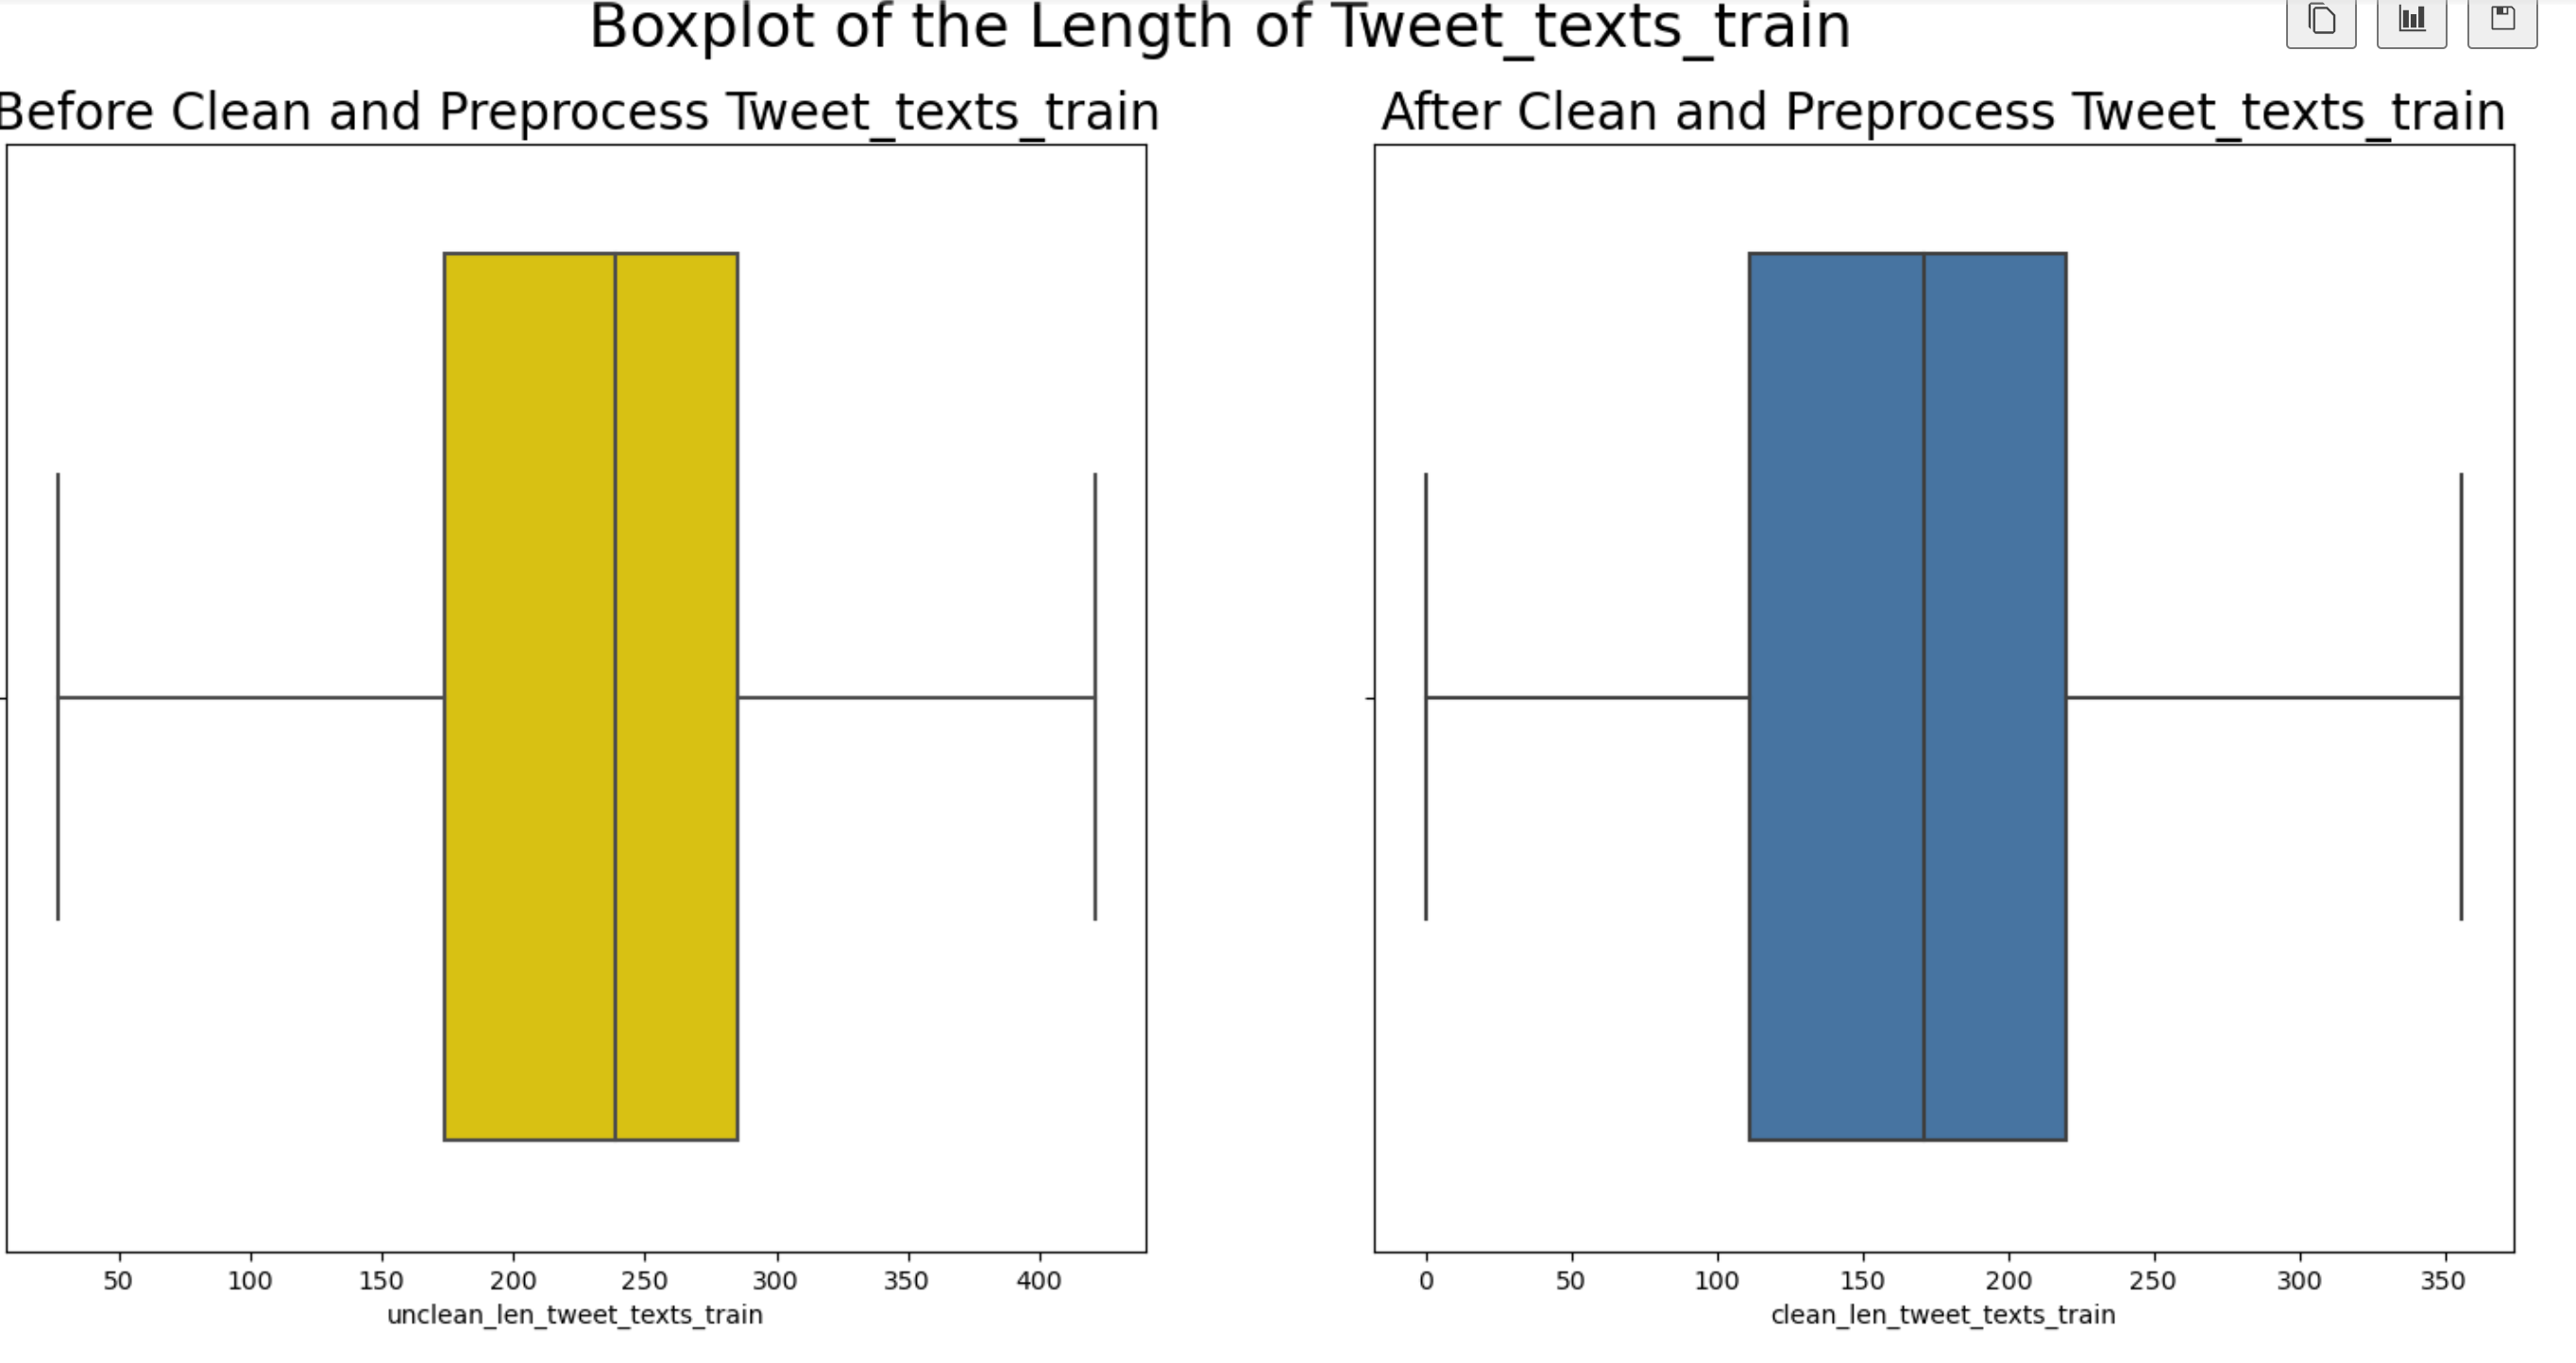 Boxplot of the Length of Tweet_texts_train
Before Clean and Preprocess Tweet_texts_train
50 100 150 200 250 300 350 400
unclean_len_tweet_texts_train
After Clean and Preprocess Tweet_texts_train
0 50 100 150 200 250 300 350
clean_len_tweet_texts_train